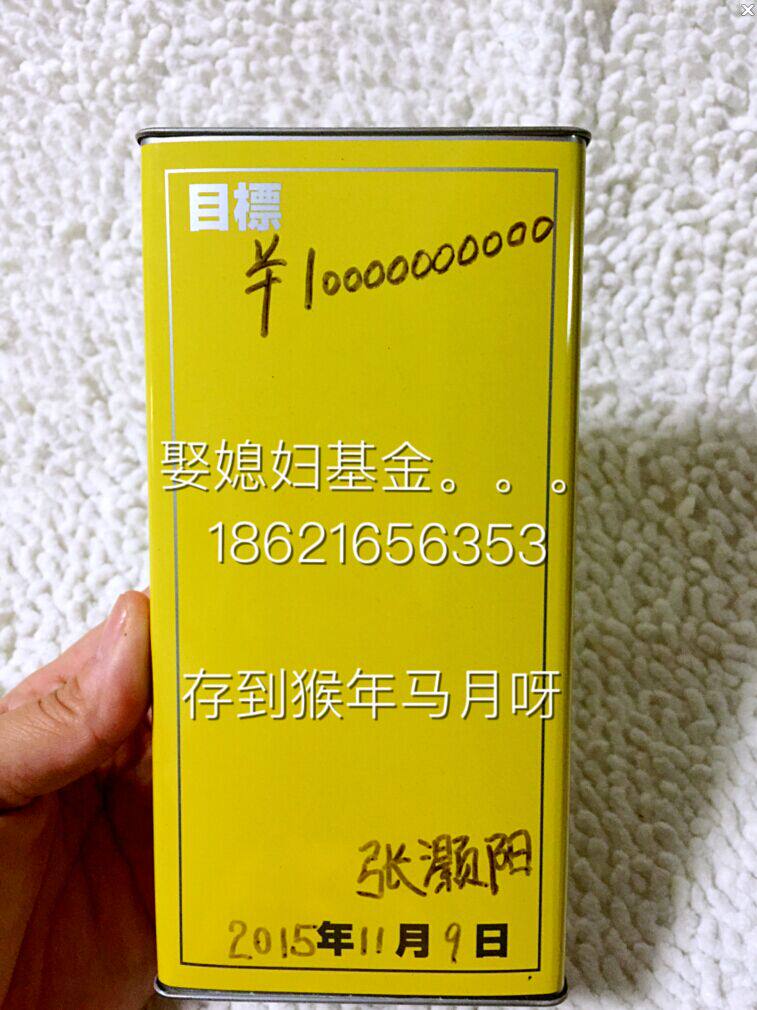 目標
¥10000000000
娶媳妇基金。。。
18621656353
存到猴年马月呀
张灏阳
2015年11月9日